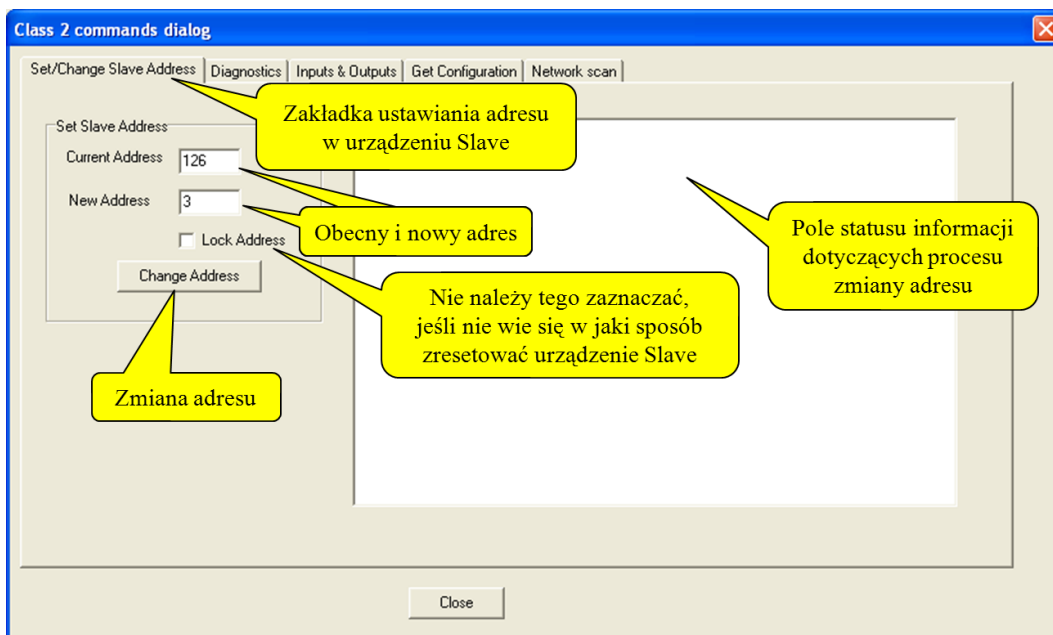 Class 2 commands dialog
Set/Change Slave Address Diagnostics Inputs & Outputs Get Configuration Network scan
Zakładka ustawiania adresu
w urządzeniu Slave
Set Slave Address
Current Address 126
New Address 3
Obecny i nowy adres
Lock Address
Change Address
Pole statusu informacji
dotyczących procesu
zmiany adresu
Nie należy tego zaznaczać,
jeśli nie wie się w jaki sposób
zresetować urządzenie Slave
Zmiana adresu
Close